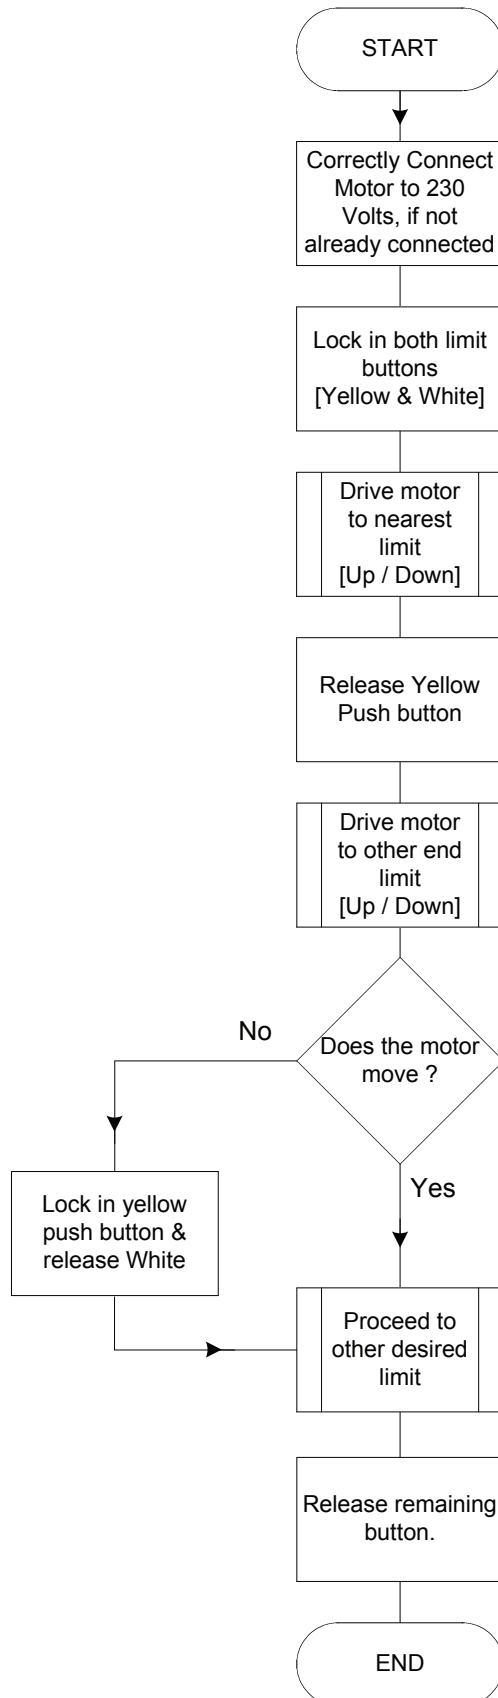 START
Correctly Connect
Motor to 230
Volts, if not
already connected
Lock in both limit
buttons
[Yellow & White]
Drive motor
to nearest
limit
[Up / Down]
Release Yellow
Push button
Drive motor
to other end
limit
[Up / Down]
Does the motor
move ?
No
Yes
Lock in yellow
push button &
release White
Proceed to
other desired
limit
Release remaining
button.
END